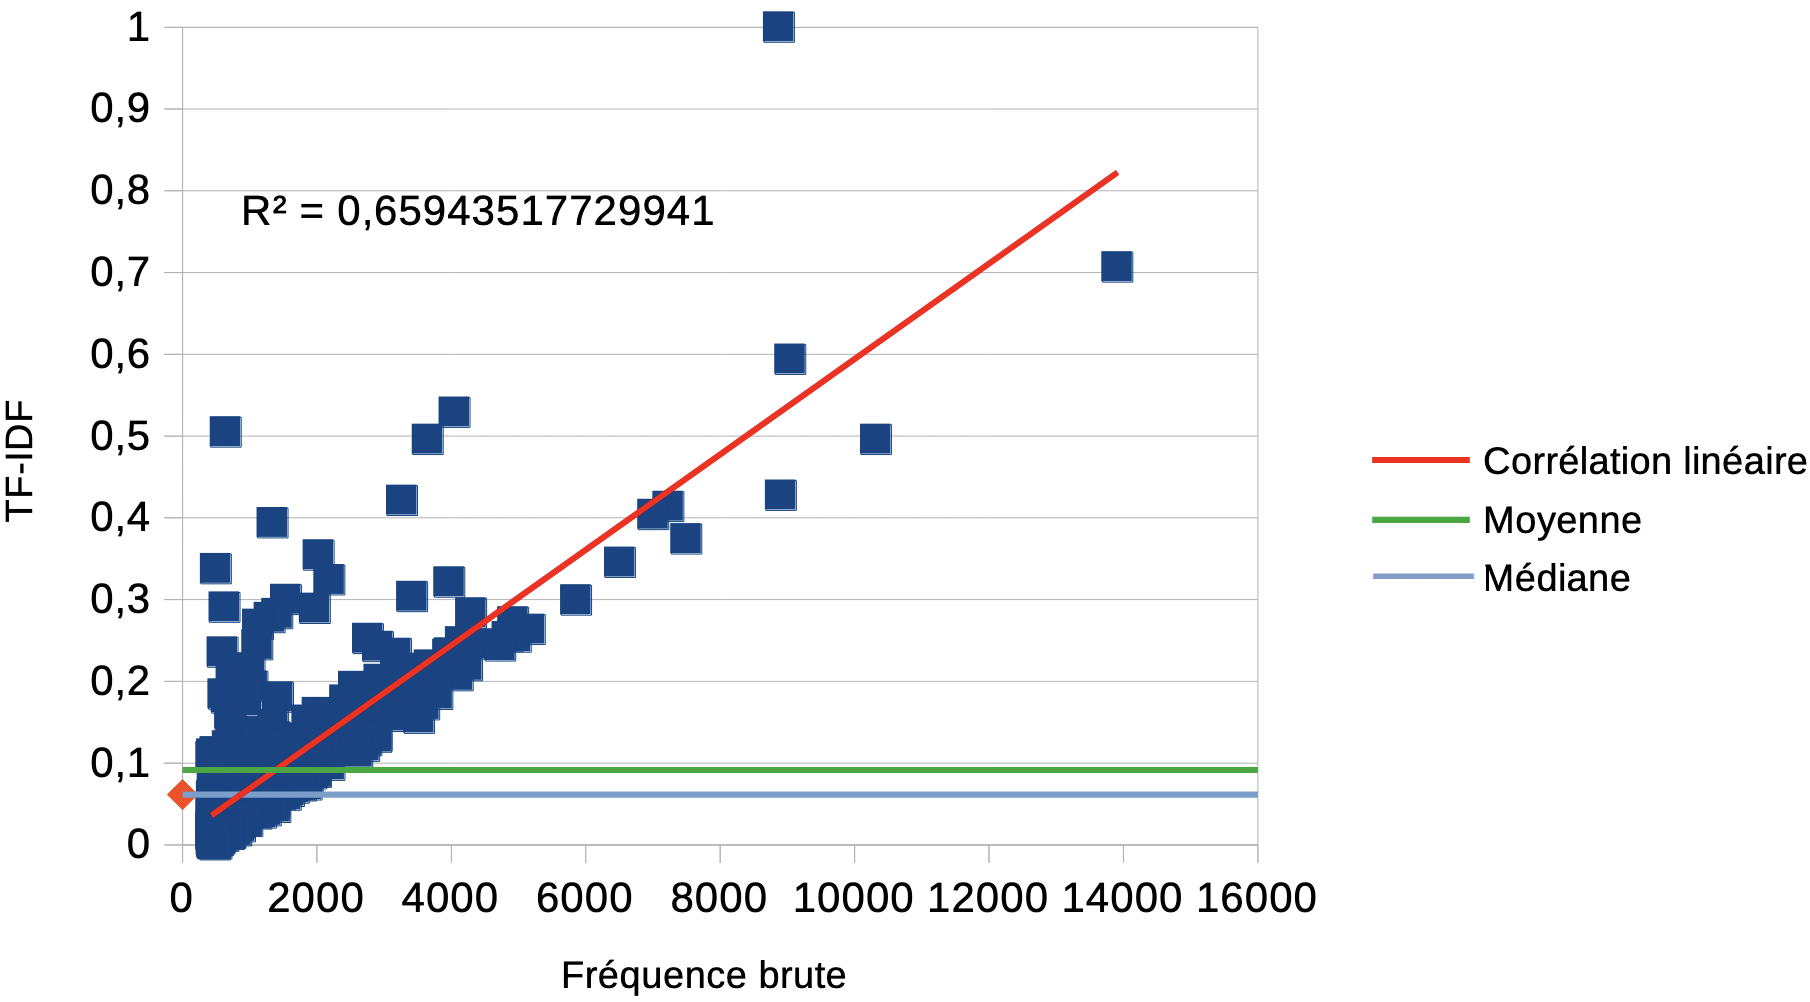 1
0,9
0,8
R² = 0,65943517729941
0,7
0,6
0,5
0,4
0,3
0,2
0,1
0
TF-IDF
0 2000 4000 6000 8000 10000 12000 14000 16000
Fréquence brute
Corrélation linéaire
Moyenne
Médiane